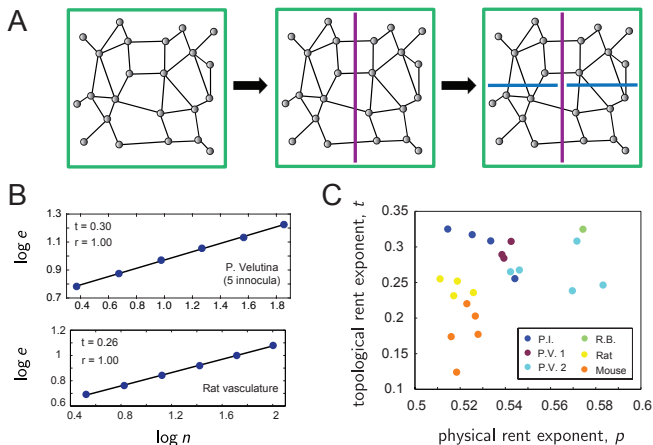 A
B
log e
1.3
1.1
0.9
0.7
t = 0.30
r = 1.00
P. Velutina
(5 innocula)
0.4 0.6 0.8 1.0 1.2 1.4 1.6 1.8
log e
1.2
1
0.8
0.6
t = 0.26
r = 1.00
Rat vasculature
0.4 0.8 1.2 1.6 2
log n
C
topological rent exponent, t
0.4
0.35
0.3
0.25
0.2
0.15
0.1
P.I.
P.V. 1
P.V. 2
R.B.
Rat
Mouse
0.5 0.52 0.54 0.56 0.58 0.6
physical rent exponent, p